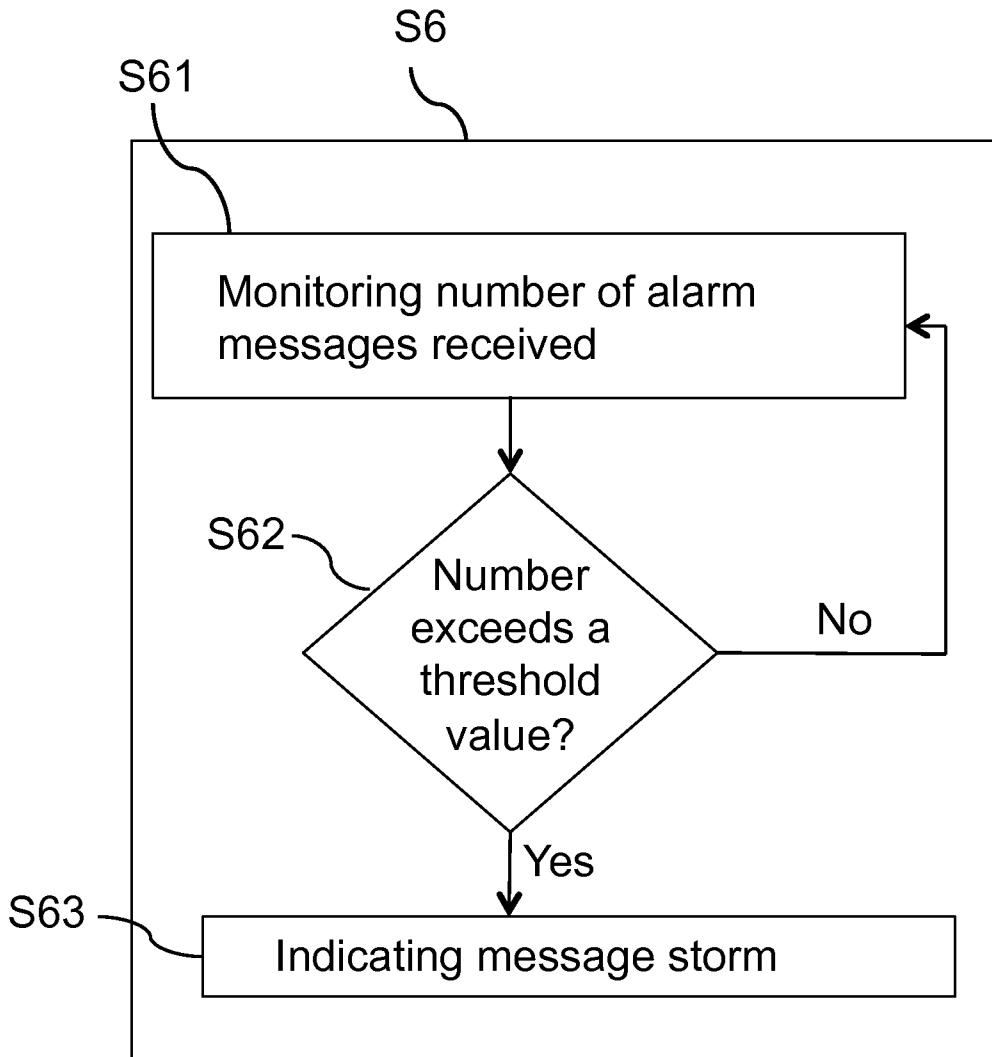 S6
S61
Monitoring number of alarm
messages received
S62
Number
exceeds a
threshold
value?
No
Yes
S63
Indicating message storm